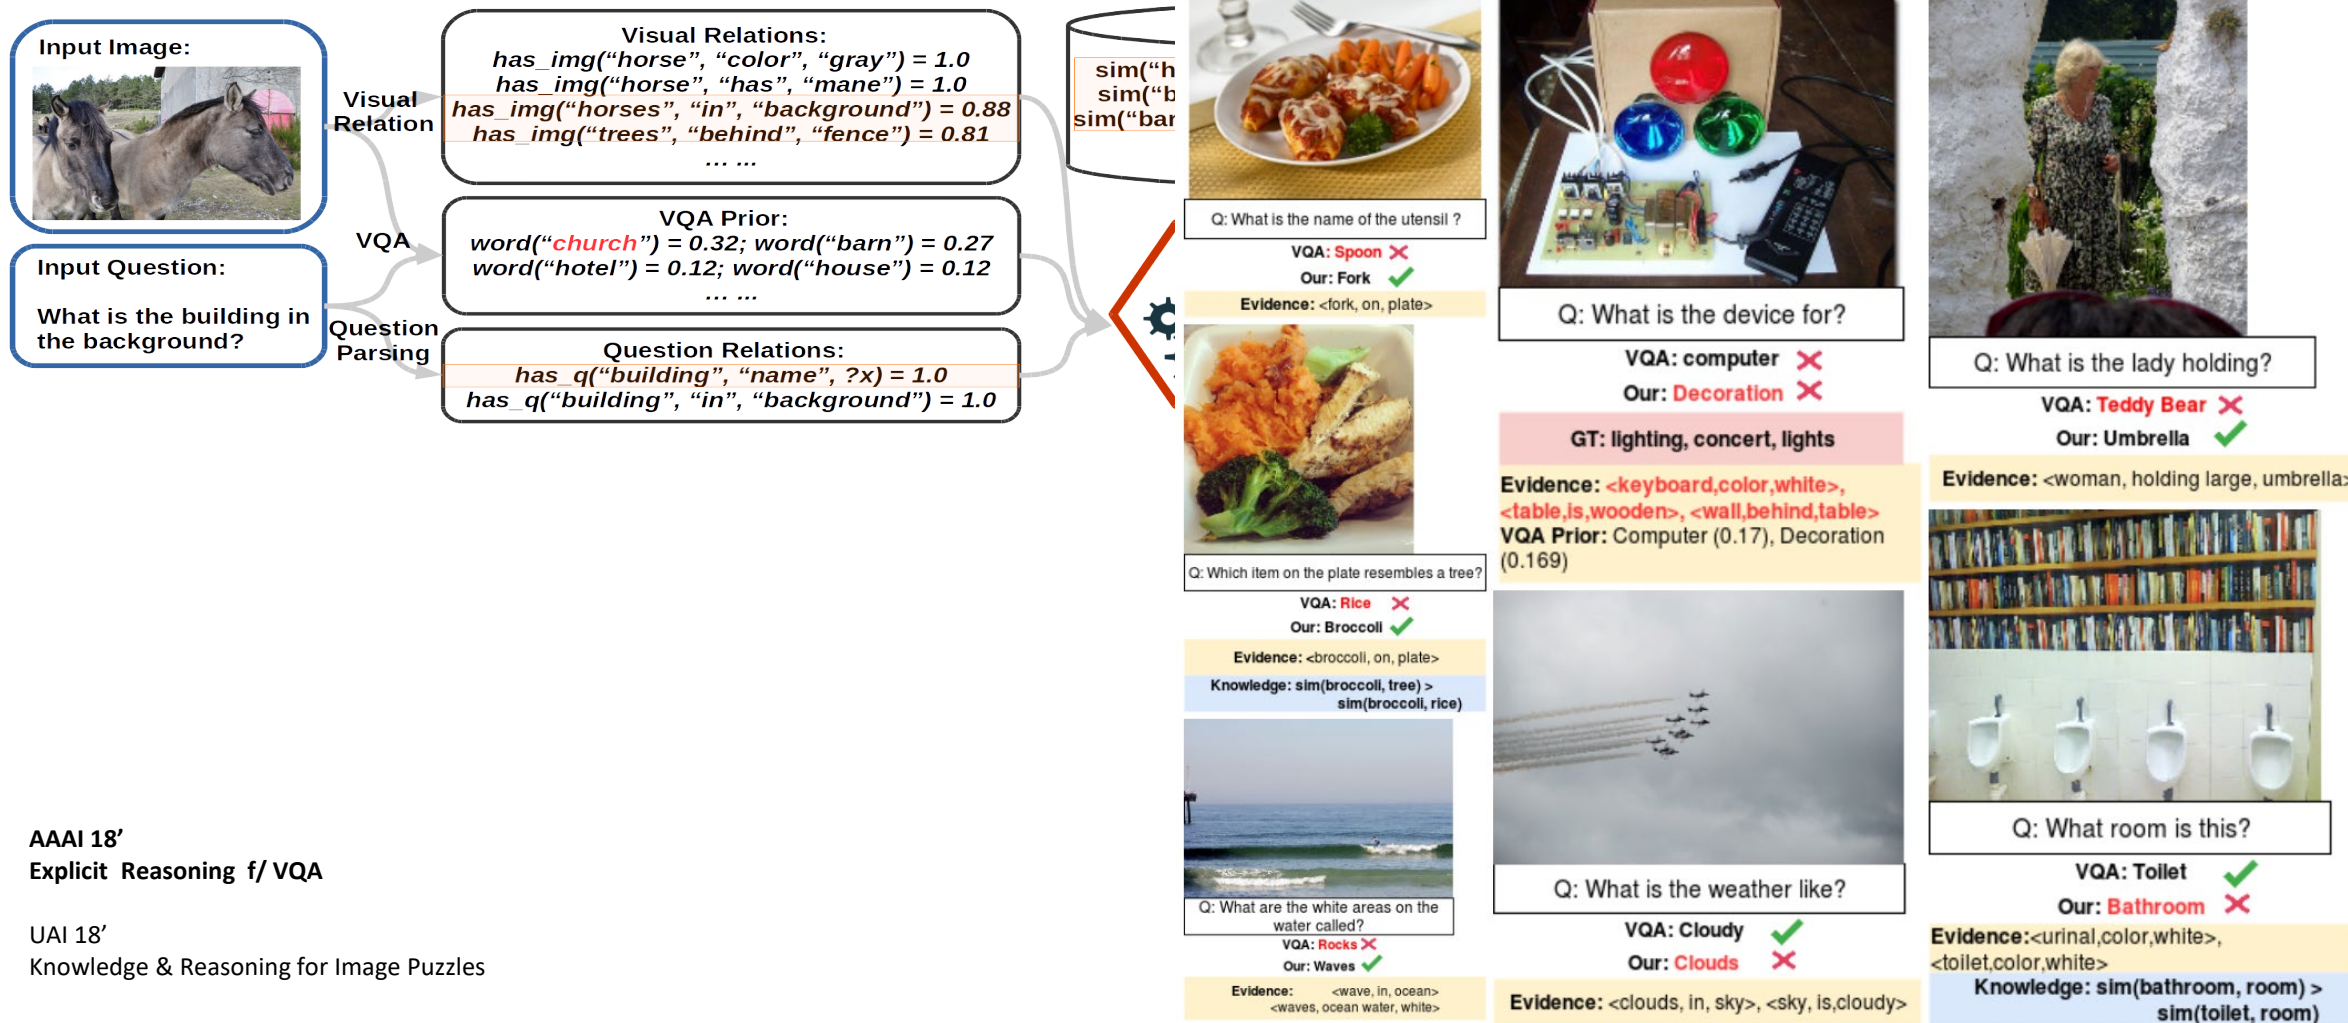 Input Image:
Input Question:
What is the building in
the background?
Visual
Relation
VQA
Question
Parsing
Visual Relations:
has_img(“horse”, “color”, “gray”) = 1.0
has_img(“horse”, “has”, “mane”) = 1.0
has_img(“horses”, “in”, “background”) = 0.88
has_img(“trees”, “behind”, “fence”) = 0.81
... ...
VQA Prior:
word(“church”) = 0.32; word(“barn”) = 0.27
word(“hotel”) = 0.12; word(“house”) = 0.12
... ...
Question Relations:
has_q(“building”, “name”, ?x) = 1.0
has_q(“building”, “in”, “background”) = 1.0
sim(“h
sim(“b
sim(“bar
AAAI 18’
Explicit Reasoning f/ VQA
UAI 18’
Knowledge & Reasoning for Image Puzzles
Q: What is the name of the utensil ?
VQA: Spoon
Our: Fork
Evidence: <fork, on, plate>
Q: Which item on the plate resembles a tree?
VQA: Rice
Our: Broccoli
Evidence: <broccoli, on, plate>
Knowledge: sim(broccoli, tree) >
sim(broccoli, rice)
Q: What are the white areas on the
water called?
VQA: Rocks
Our: Waves
Evidence: <wave, in, ocean>
<waves, ocean water, white>
Q: What is the device for?
VQA: computer
Our: Decoration
GT: lighting, concert, lights
Evidence: <keyboard,color,white>,
<table,is,wooden>, <wall,behind,table>
VQA Prior: Computer (0.17), Decoration
(0.169)
Q: What is the weather like?
VQA: Cloudy
Our: Clouds
Evidence: <clouds, in, sky>, <sky, is,cloudy>
Q: What is the lady holding?
VQA: Teddy Bear
Our: Umbrella
Evidence: <woman, holding large, umbrella>
Q: What room is this?
VQA: Toilet
Our: Bathroom
Evidence:<urinal,color,white>,
<toilet,color,white>
Knowledge: sim(bathroom, room) >
sim(toilet, room)